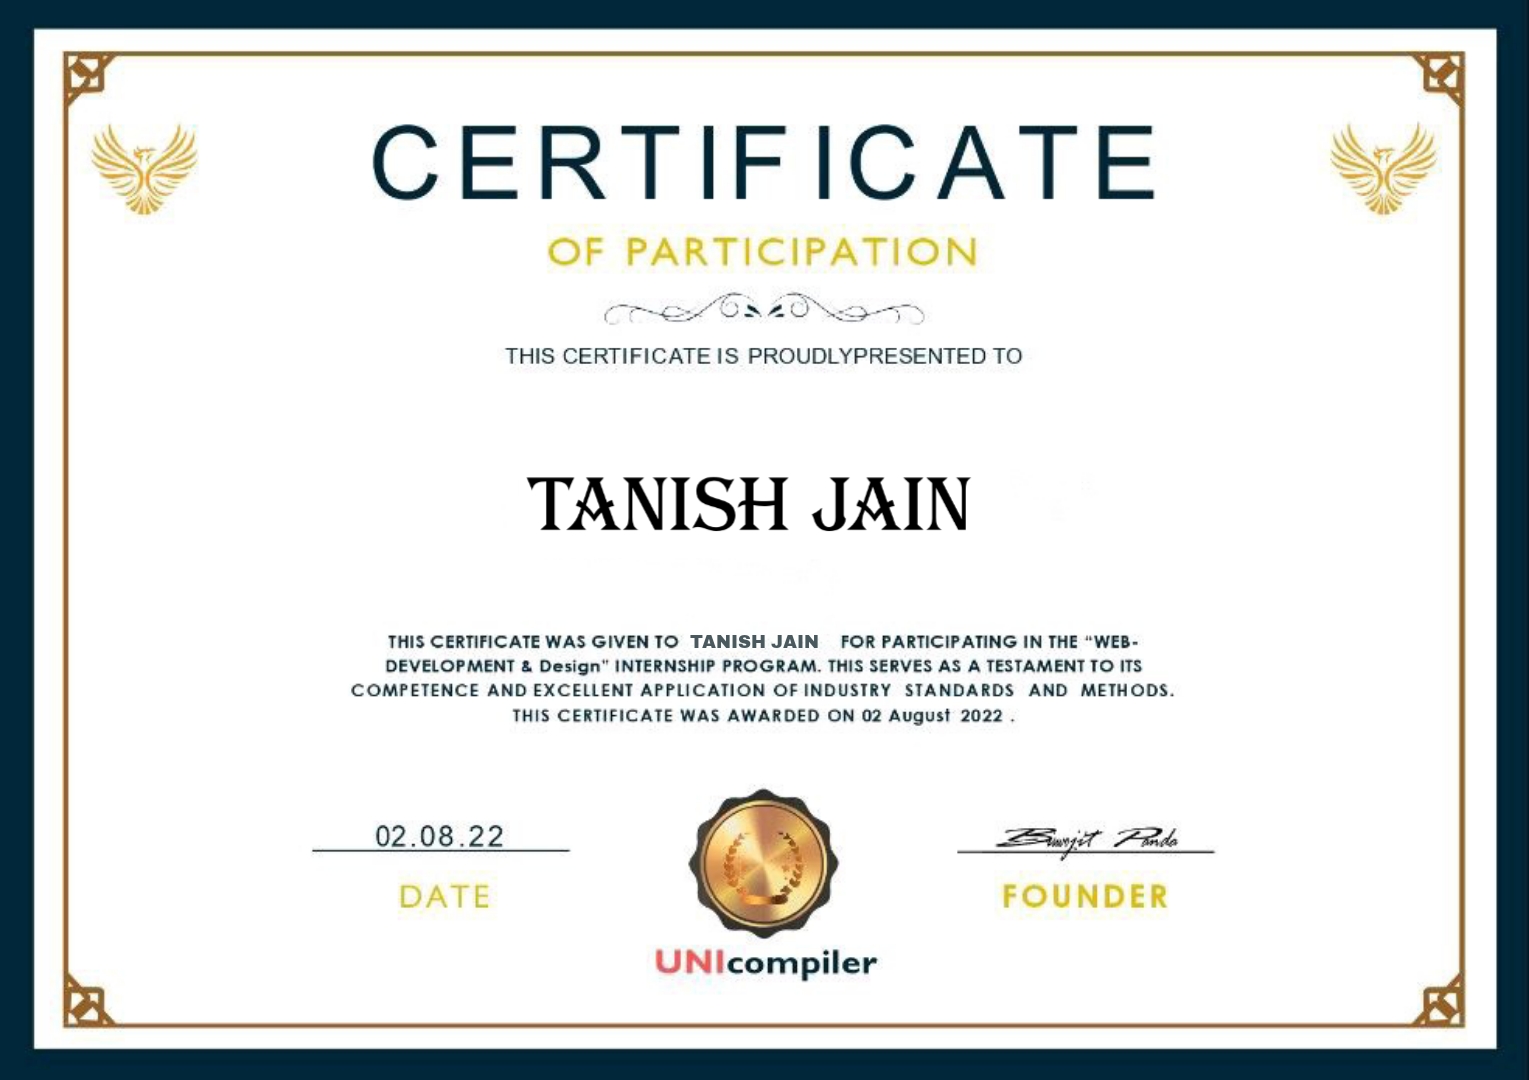 CERTIFICATE
OF PARTICIPATION
THIS CERTIFICATE IS PROUDLYPRESENTED TO
TANISH JAIN
THIS CERTIFICATE WAS GIVEN TO TANISH JAIN FOR PARTICIPATING IN THE “WEB-
DEVELOPMENT & Design” INTERNSHIP PROGRAM. THIS SERVES AS A TESTAMENT TO ITS
COMPETENCE AND EXCELLENT APPLICATION OF INDUSTRY STANDARDS AND METHODS.
THIS CERTIFICATE WAS AWARDED ON 02 August 2022 .
02.08.22
DATE
Biswojit Panda
FOUNDER
UNIcompiler